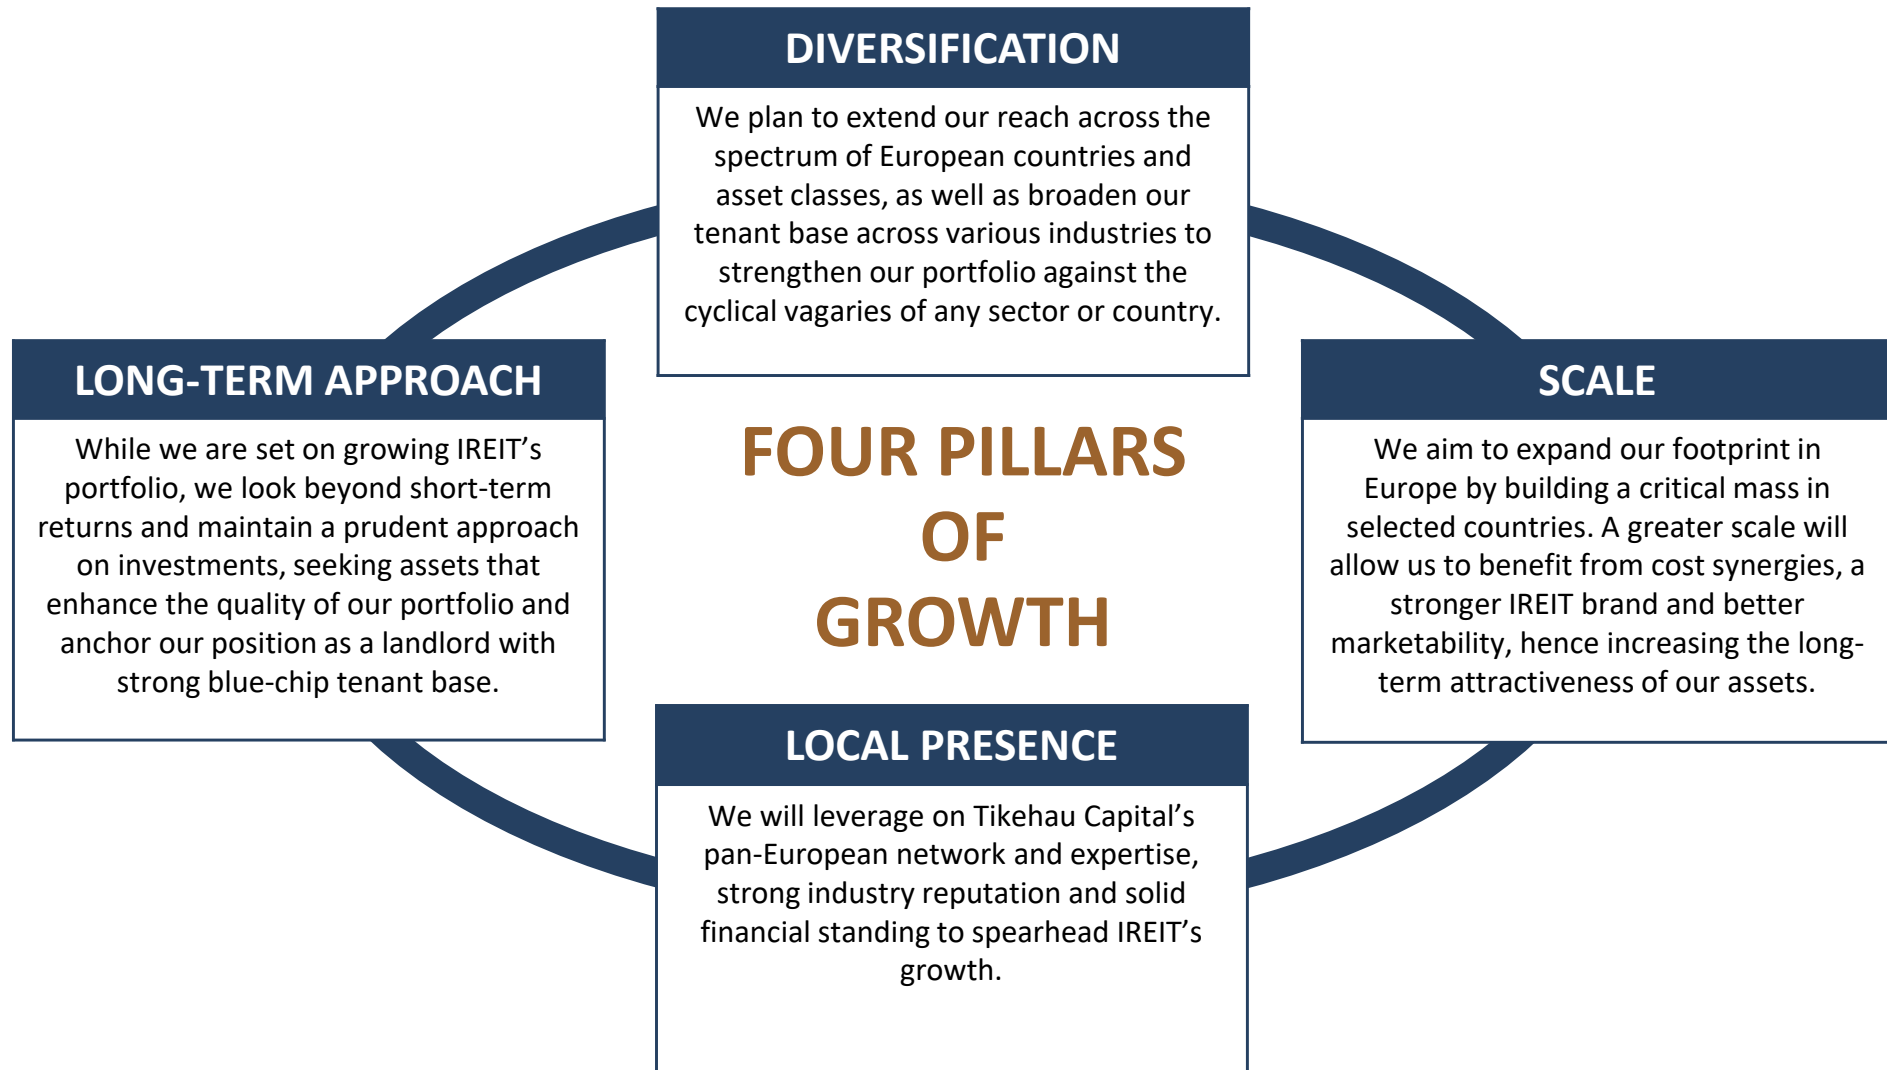 DIVERSIFICATION
We plan to extend our reach across the
spectrum of European countries and
asset classes, as well as broaden our
tenant base across various industries to
strengthen our portfolio against the
cyclical vagaries of any sector or country.
LONG-TERM APPROACH
While we are set on growing IREIT’s
portfolio, we look beyond short-term
returns and maintain a prudent approach
on investments, seeking assets that
enhance the quality of our portfolio and
anchor our position as a landlord with
strong blue-chip tenant base.
FOUR PILLARS
OF
GROWTH
SCALE
We aim to expand our footprint in
Europe by building a critical mass in
selected countries. A greater scale will
allow us to benefit from cost synergies, a
stronger IREIT brand and better
marketability, hence increasing the long-
term attractiveness of our assets.
LOCAL PRESENCE
We will leverage on Tikehau Capital’s
pan-European network and expertise,
strong industry reputation and solid
financial standing to spearhead IREIT’s
growth.